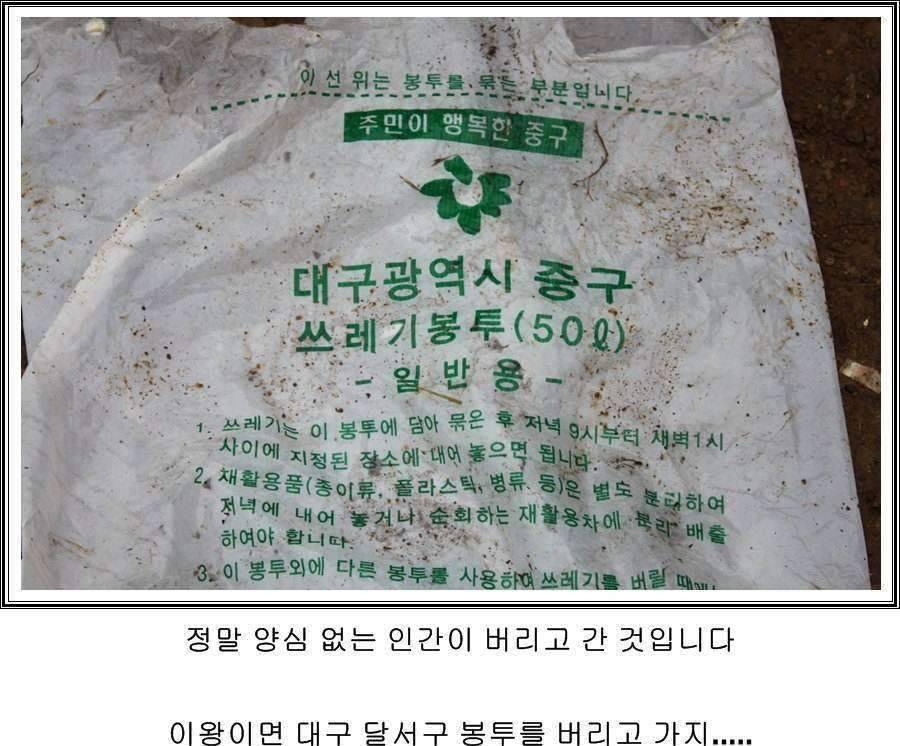 이 선 위는 봉투를 묶는 부분입니다
주민이 행복한 중구
대구광역시 중구
쓰레기봉투(50ℓ)
- 일 반 용 -
1. 쓰레기는 이 봉투에 담아 묶은 후 저녁 9시부터 새벽1시
사이에 지정된 장소에 내어 놓으면 됩니다.
2. 재활용품(종이류, 플라스틱, 병류 등)은 별도 분리하여
저녁에 내어 놓거나 순회하는 재활용차에 분리 배출
하여야 합니다.
3. 이 봉투외에 다른 봉투를 사용하여 쓰레기를 버릴 때에는
정말 양심 없는 인간이 버리고 간 것입니다
이왕이면 대구 달서구 봉투를 버리고 가지.....